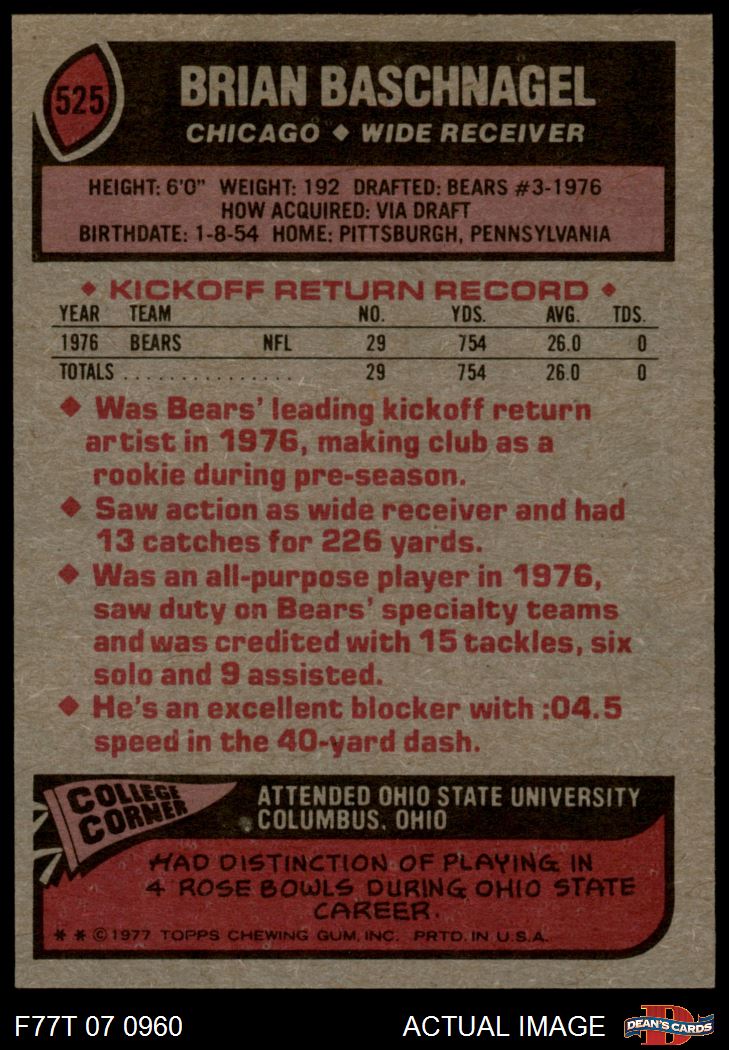 525
BRIAN BASCHNAGEL
CHICAGO ◆ WIDE RECEIVER
HEIGHT: 6'0" WEIGHT: 192 DRAFTED: BEARS #3-1976
HOW ACQUIRED: VIA DRAFT
BIRTHDATE: 1-8-54 HOME: PITTSBURGH, PENNSYLVANIA
◆ KICKOFF RETURN RECORD ◆
YEAR TEAM NO. YDS. AVG. TDS.
1976 BEARS NFL 29 754 26.0 0
TOTALS . . . . . . . . . . . . . . . . 29 754 26.0 0
◆ Was Bears' leading kickoff return
artist in 1976, making club as a
rookie during pre-season.
◆ Saw action as wide receiver and had
13 catches for 226 yards.
◆ Was an all-purpose player in 1976,
saw duty on Bears' specialty teams
and was credited with 15 tackles, six
solo and 9 assisted.
◆ He's an excellent blocker with :04.5
speed in the 40-yard dash.
COLLEGE
CORNER
ATTENDED OHIO STATE UNIVERSITY
COLUMBUS, OHIO
HAD DISTINCTION OF PLAYING IN
4 ROSE BOWLS DURING OHIO STATE
CAREER.
* * © 1977 TOPPS CHEWING GUM, INC. PRTD. IN U.S.A.
F77T 07 0960 ACTUAL IMAGE
D
DEAN'S CARDS